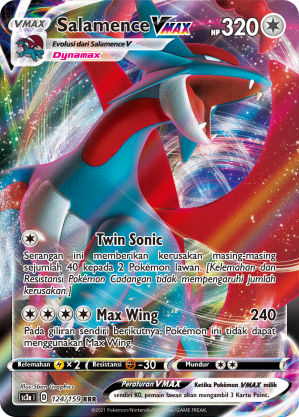 VMAX Salamence VMAX HP 320
Evolusi dari Salamence V
Dynamax
Twin Sonic
Serangan ini memberikan kerusakan masing-masing
sejumlah 40 kepada 2 Pokémon lawan. [Kelemahan dan
Resistansi Pokémon Cadangan tidak mempengaruhi jumlah
kerusakan.]
Max Wing 240
Pada giliran sendiri berikutnya, Pokémon ini tidak dapat
menggunakan Max Wing.
Kelemahan ×2 Resistansi -30 Mundur
Peraturan VMAX Ketika Pokémon VMAX milik
sendiri KO, pemain lawan akan mengambil 3 Kartu Point.
Illus. 5ban Graphics
124/159 RRR
©2021 Pokémon/Nintendo/Creatures/GAME FREAK.